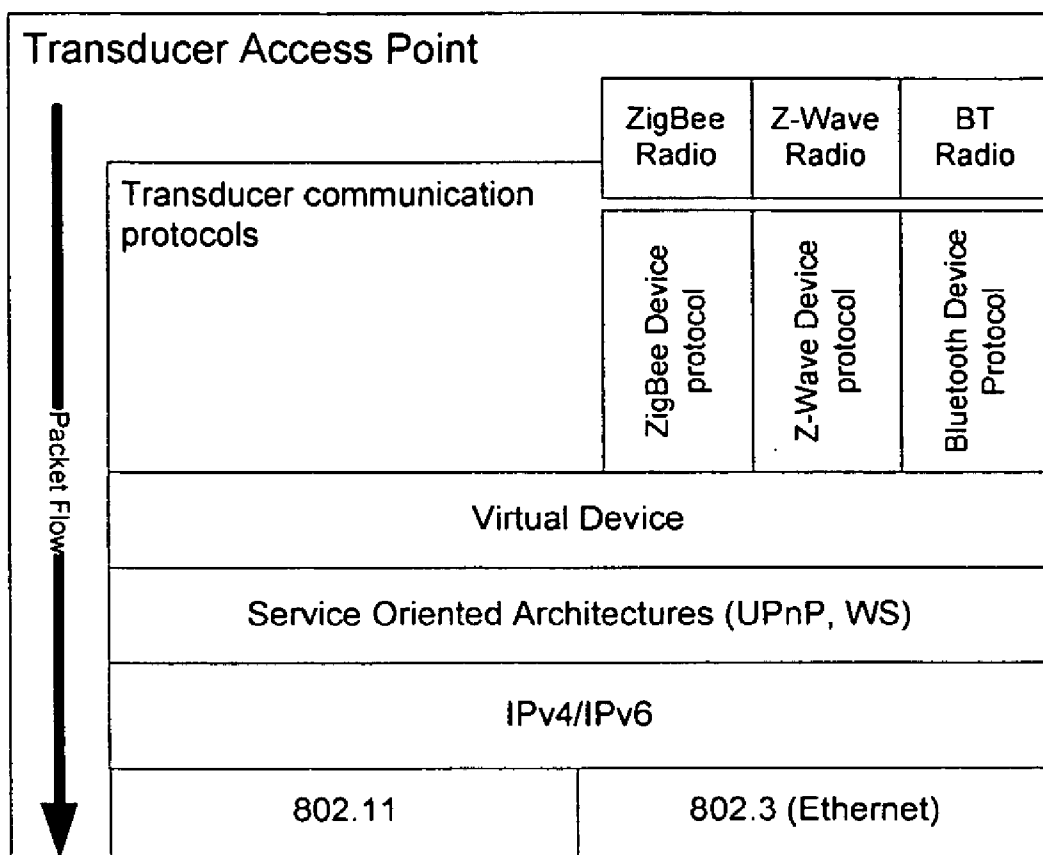 Transducer Access Point
ZigBee
Radio
Z-Wave
Radio
BT
Radio
Transducer communication
protocols
ZigBee Device
protocol
Z-Wave Device
protocol
Bluetooth Device
Protocol
Packet Flow
Virtual Device
Service Oriented Architectures (UPnP, WS)
IPv4/IPv6
802.11
802.3 (Ethernet)